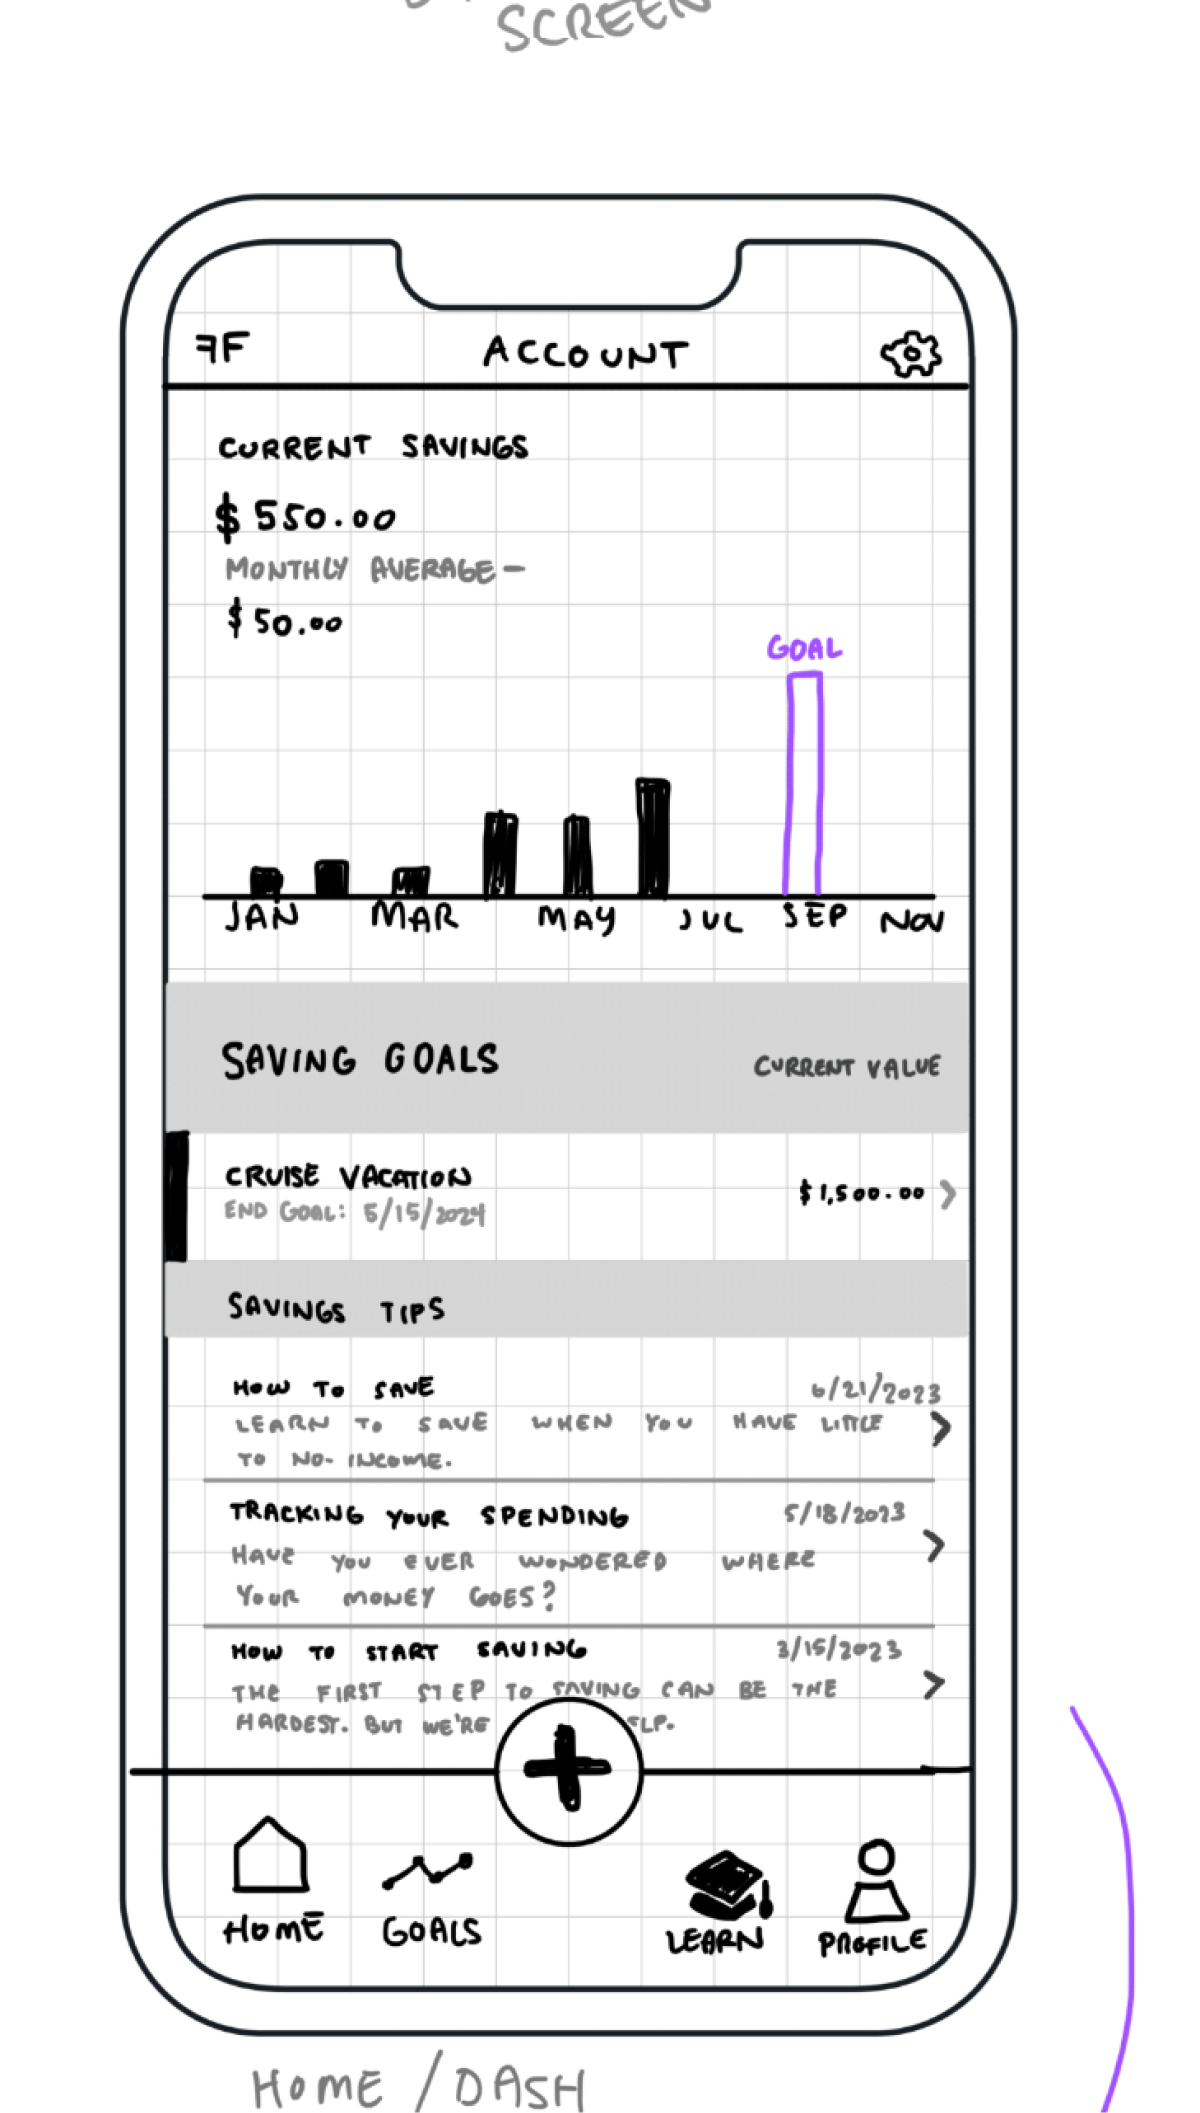 SCREEN
FF ACCOUNT
CURRENT SAVINGS
$550.00
MONTHLY AVERAGE-
$50.00
GOAL
JAN MAR MAY JUL SEP NOV
SAVING GOALS CURRENT VALUE
CRUISE VACATION
$1,500.00 >
END GOAL: 5/15/2024
SAVINGS TIPS
HOW TO SAVE 6/21/2023
LEARN TO SAVE WHEN YOU HAVE LITTLE
TO NO- INCOME.
TRACKING YOUR SPENDING 5/18/2023
HAVE YOU EVER WONDERED WHERE
YOUR MONEY GOES?
HOW TO START SAVING 3/15/2023
THE FIRST STEP TO SAVING CAN BE THE
HARDEST. BUT WE'RE ELP.
HOME GOALS LEARN PROFILE
HOME / DASH